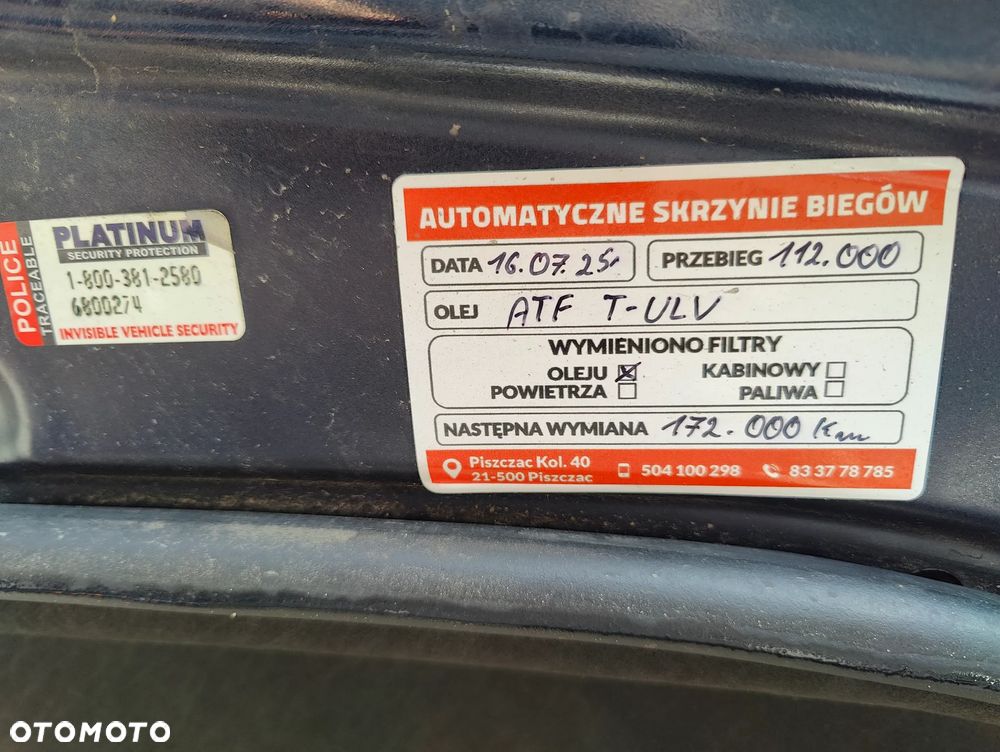 POLICE
TRACEABLE
PLATINUM
SECURITY PROTECTION
1-800-381-2580
6800274
INVISIBLE VEHICLE SECURITY
AUTOMATYCZNE SKRZYNIE BIEGÓW
DATA 16.07.25r PRZEBIEG 112.000
OLEJ ATF T-ULV
WYMIENIONO FILTRY
OLEJU ☒ KABINOWY ☐
POWIETRZA ☐ PALIWA ☐
NASTĘPNA WYMIANA 172.000 Km
Piszczac Kol. 40
21-500 Piszczac
504 100 298 83 37 78 785
OTOMOTO